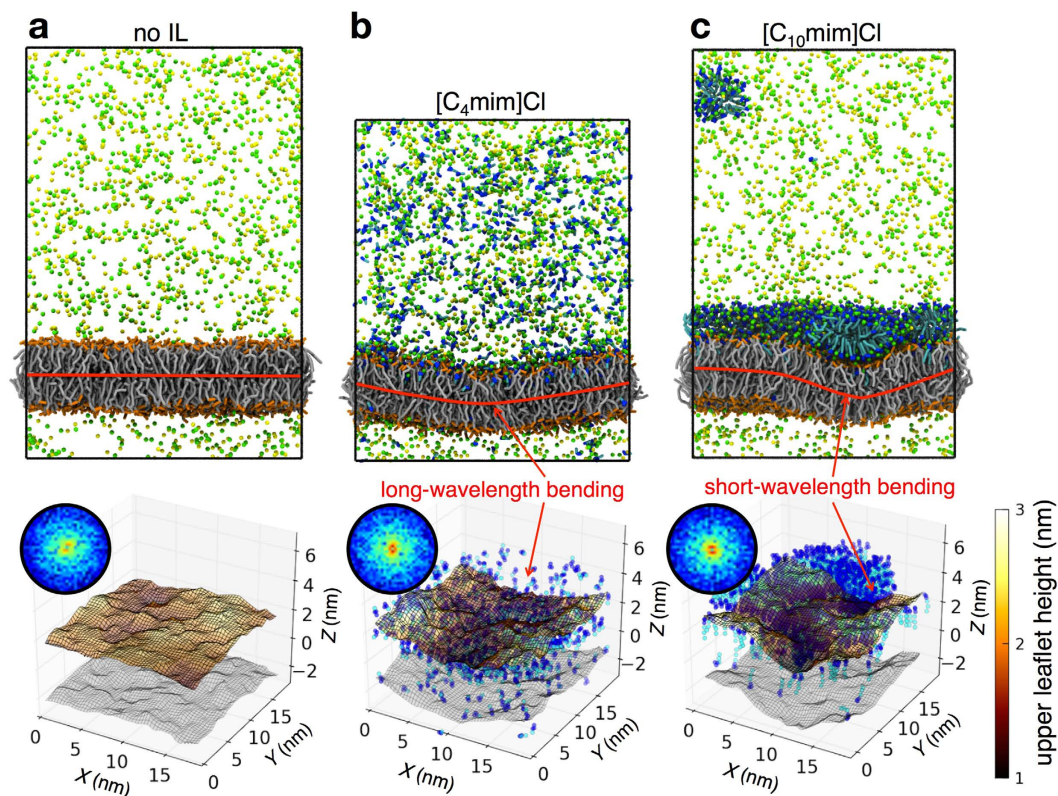 a
no IL
b
[C4mim]Cl
c
[C10mim]Cl
long-wavelength bending
short-wavelength bending
6
4
2
0
−2
Z (nm)
0
5
10
15
X (nm)
0
5
10
15
Y (nm)
6
4
2
0
−2
Z (nm)
0
5
10
15
X (nm)
0
5
10
15
Y (nm)
6
4
2
0
−2
Z (nm)
0
5
10
15
X (nm)
0
5
10
15
Y (nm)
3
2
1
upper leaflet height (nm)